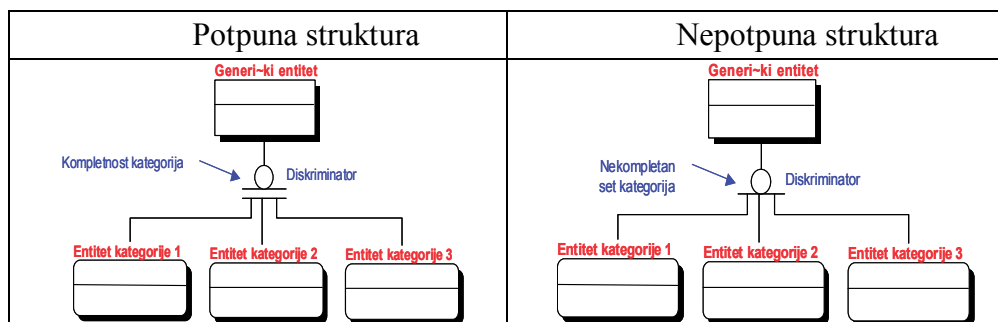 Potpuna struktura
Nepotpuna struktura
Generi~ki entitet
Kompletnost kategorija
Diskriminator
Entitet kategorije 1
Entitet kategorije 2
Entitet kategorije 3
Generi~ki entitet
Nekompletan
set kategorija
Diskriminator
Entitet kategorije 1
Entitet kategorije 2
Entitet kategorije 3